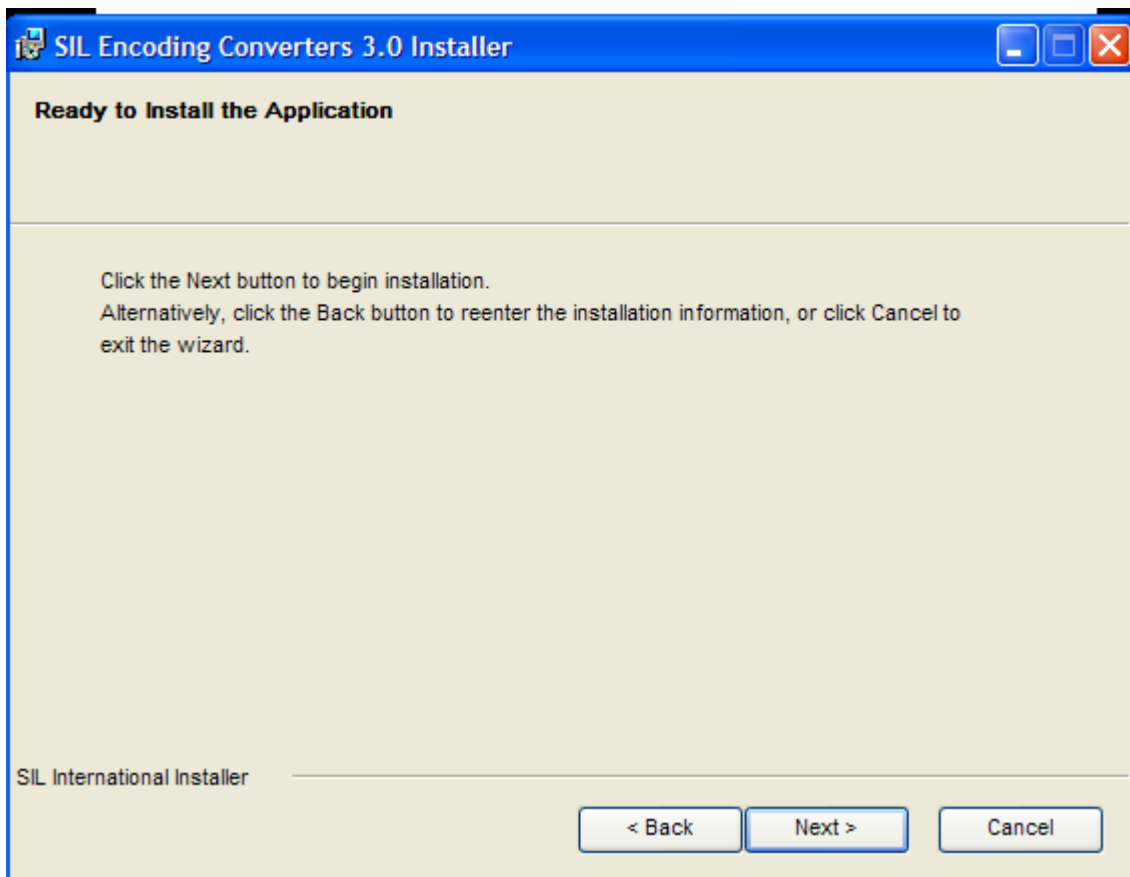 SIL Encoding Converters 3.0 Installer
Ready to Install the Application
Click the Next button to begin installation.
Alternatively, click the Back button to reenter the installation information, or click Cancel to
exit the wizard.
SIL International Installer
< Back
Next >
Cancel